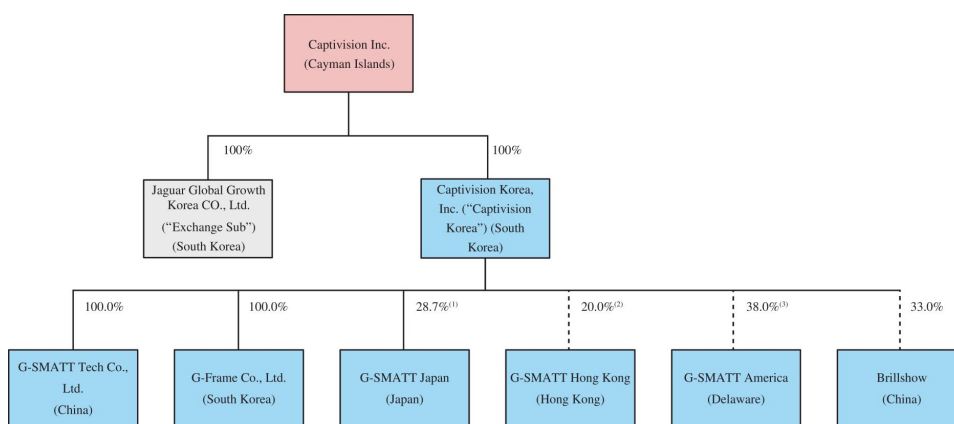 Captivision Inc.
(Cayman Islands)
100%
100%
Jaguar Global Growth
Korea CO., Ltd.
(“Exchange Sub”)
(South Korea)
Captivision Korea,
Inc. (“Captivision
Korea”) (South
Korea)
100.0%
100.0%
28.7%(1)
20.0%(2)
38.0%(3)
33.0%
G-SMATT Tech Co.,
Ltd.
(China)
G-Frame Co., Ltd.
(South Korea)
G-SMATT Japan
(Japan)
G-SMATT Hong Kong
(Hong Kong)
G-SMATT America
(Delaware)
Brillshow
(China)